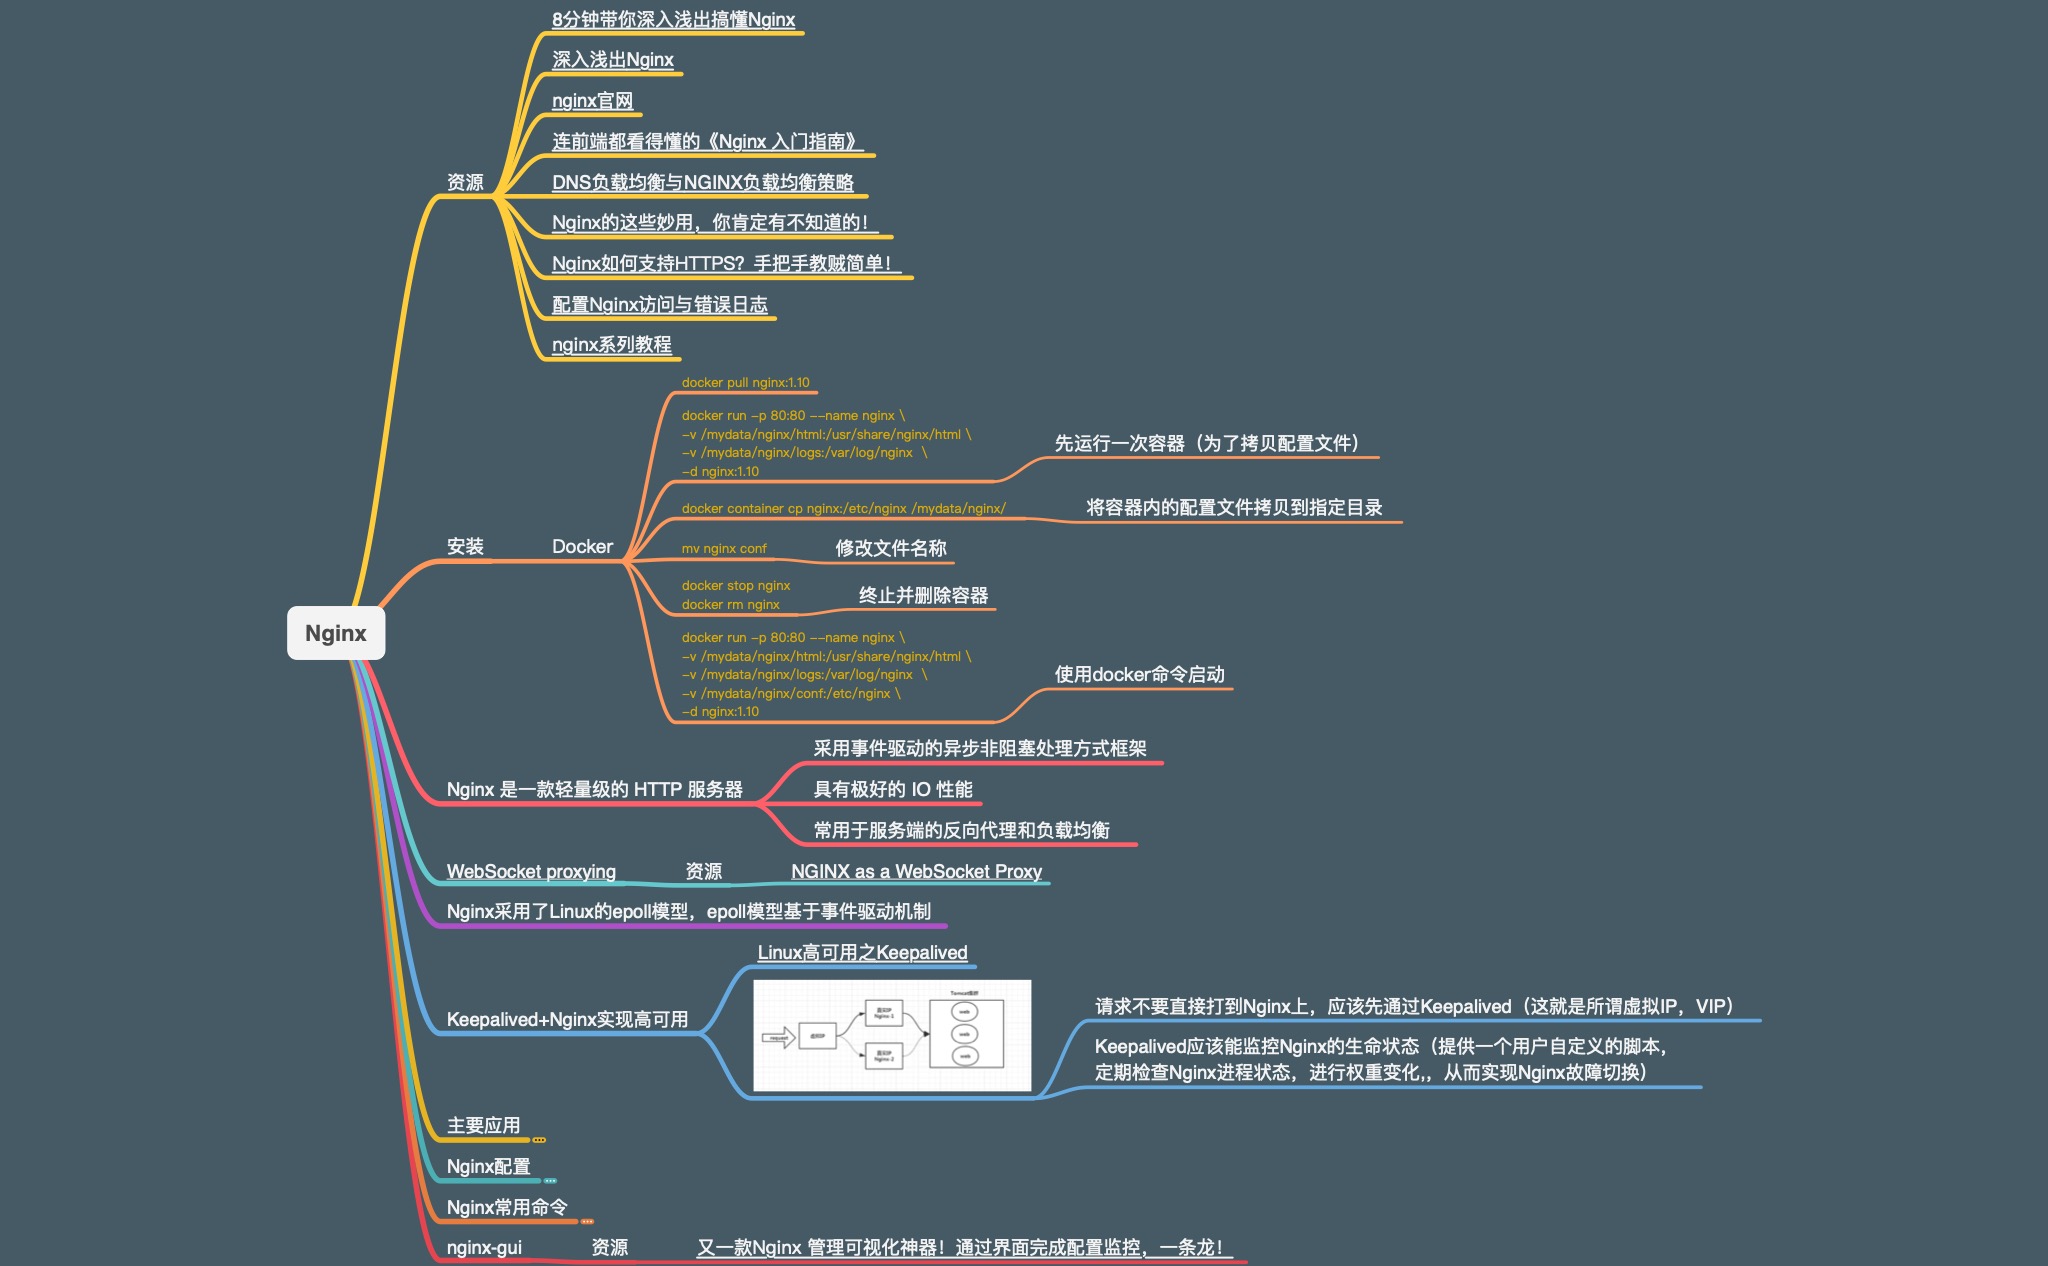 8分钟带你深入浅出搞懂Nginx
深入浅出Nginx
nginx官网
连前端都看得懂的《Nginx 入门指南》
资源
DNS负载均衡与NGINX负载均衡策略
Nginx的这些妙用，你肯定有不知道的！
Nginx如何支持HTTPS？手把手教贼简单！
配置Nginx访问与错误日志
nginx系列教程
docker pull nginx:1.10
docker run -p 80:80 --name nginx \
-v /mydata/nginx/html:/usr/share/nginx/html \
-v /mydata/nginx/logs:/var/log/nginx  \
-d nginx:1.10
先运行一次容器（为了拷贝配置文件）
docker container cp nginx:/etc/nginx /mydata/nginx/
将容器内的配置文件拷贝到指定目录
安装
Docker
mv nginx conf
修改文件名称
docker stop nginx
docker rm nginx
终止并删除容器
Nginx
docker run -p 80:80 --name nginx \
-v /mydata/nginx/html:/usr/share/nginx/html \
-v /mydata/nginx/logs:/var/log/nginx  \
-v /mydata/nginx/conf:/etc/nginx \
-d nginx:1.10
使用docker命令启动
Nginx 是一款轻量级的 HTTP 服务器
采用事件驱动的异步非阻塞处理方式框架
具有极好的 IO 性能
常用于服务端的反向代理和负载均衡
WebSocket proxying
资源
NGINX as a WebSocket Proxy
Nginx采用了Linux的epoll模型，epoll模型基于事件驱动机制
Keepalived+Nginx实现高可用
Linux高可用之Keepalived
request
虚拟IP
真实IP
Nginx 1
真实IP
Nginx 2
Tomcat集群
web
web
web
请求不要直接打到Nginx上，应该先通过Keepalived（这就是所谓虚拟IP，VIP）
Keepalived应该能监控Nginx的生命状态（提供一个用户自定义的脚本，
定期检查Nginx进程状态，进行权重变化,，从而实现Nginx故障切换）
主要应用
Nginx配置
Nginx常用命令
nginx-gui
资源
又一款Nginx 管理可视化神器！通过界面完成配置监控，一条龙！